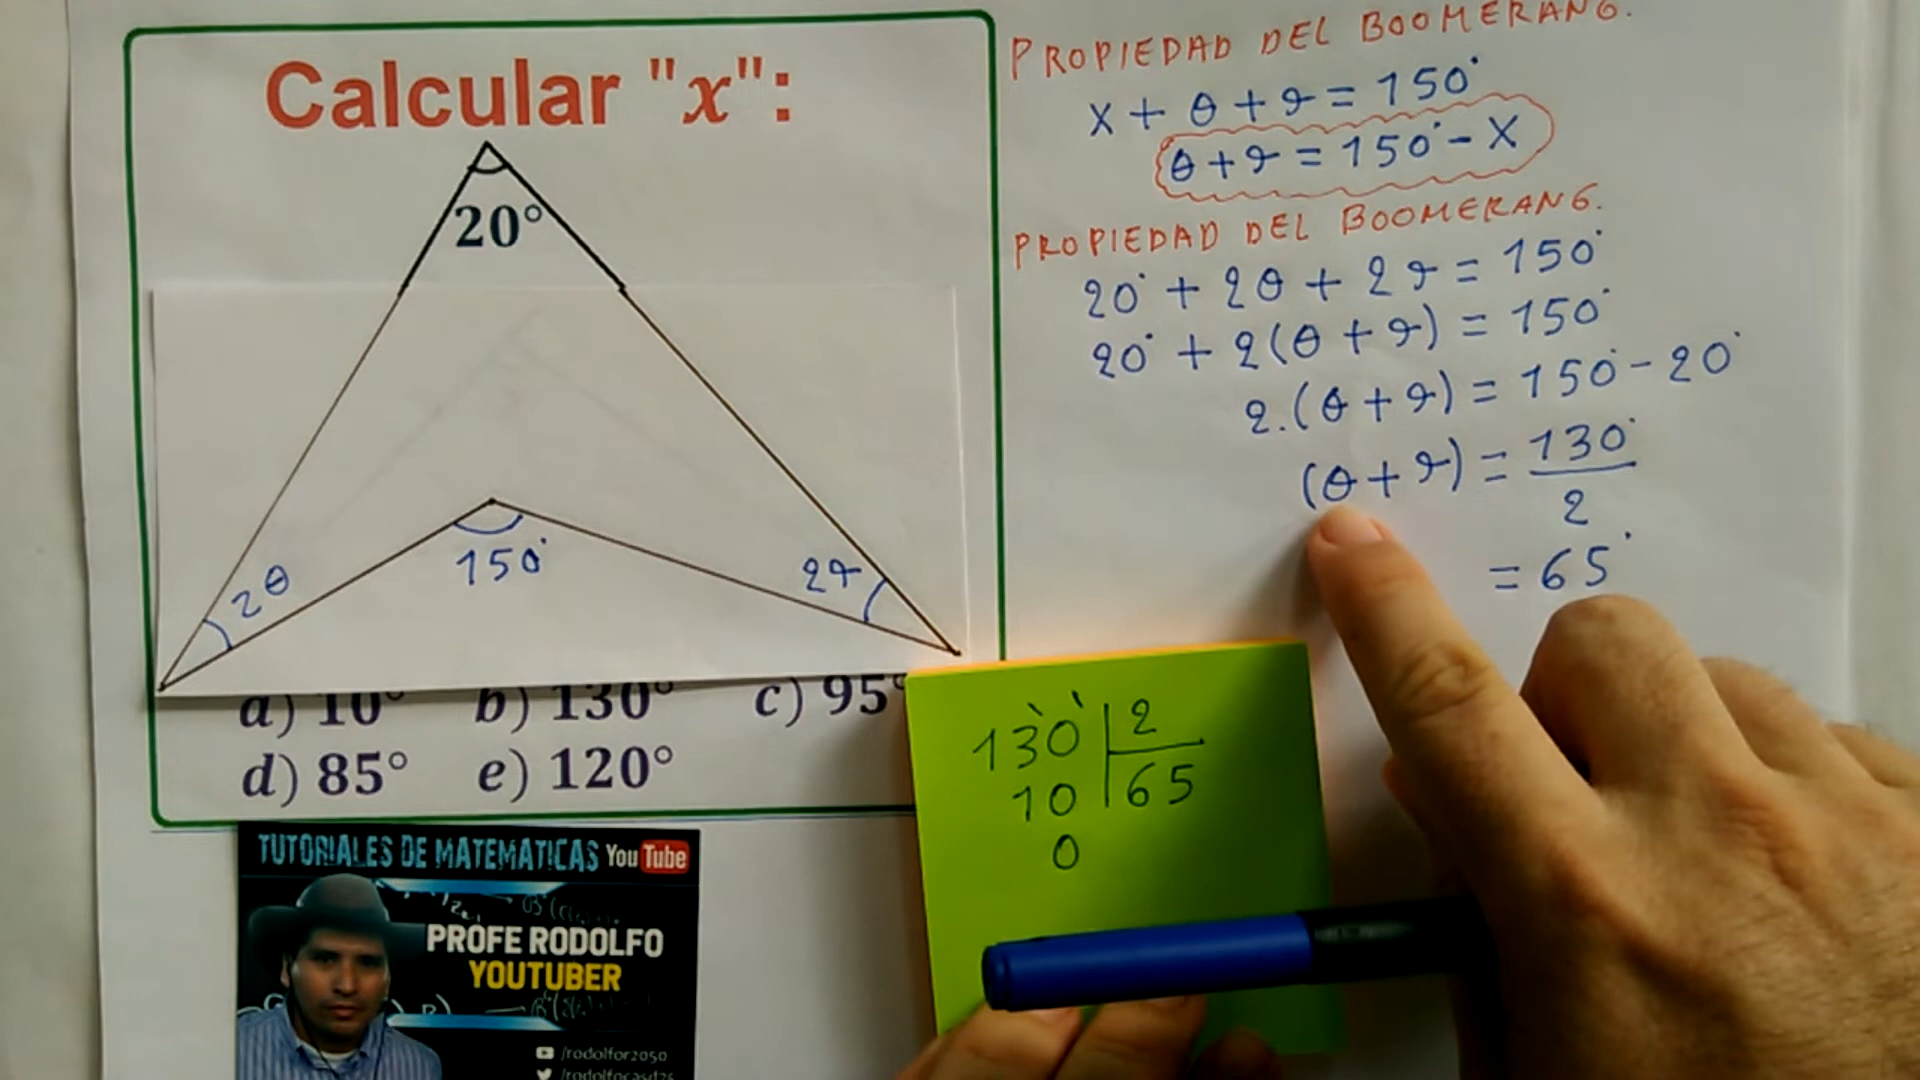 Calcular "x":
20°
2θ
150°
2φ
a) 10° b) 130° c) 95°
d) 85° e) 120°
PROPIEDAD DEL BOOMERANG.
x + θ + φ = 150°
θ + φ = 150° - x
PROPIEDAD DEL BOOMERANG.
20° + 2θ + 2φ = 150°
20° + 2(θ + φ) = 150°
2.(θ + φ) = 150° - 20°
(θ + φ) = 130° / 2
= 65°
130 | 2
10 65
0
TUTORIALES DE MATEMATICAS YouTube
PROFE RODOLFO
YOUTUBER
/rodolfor2050